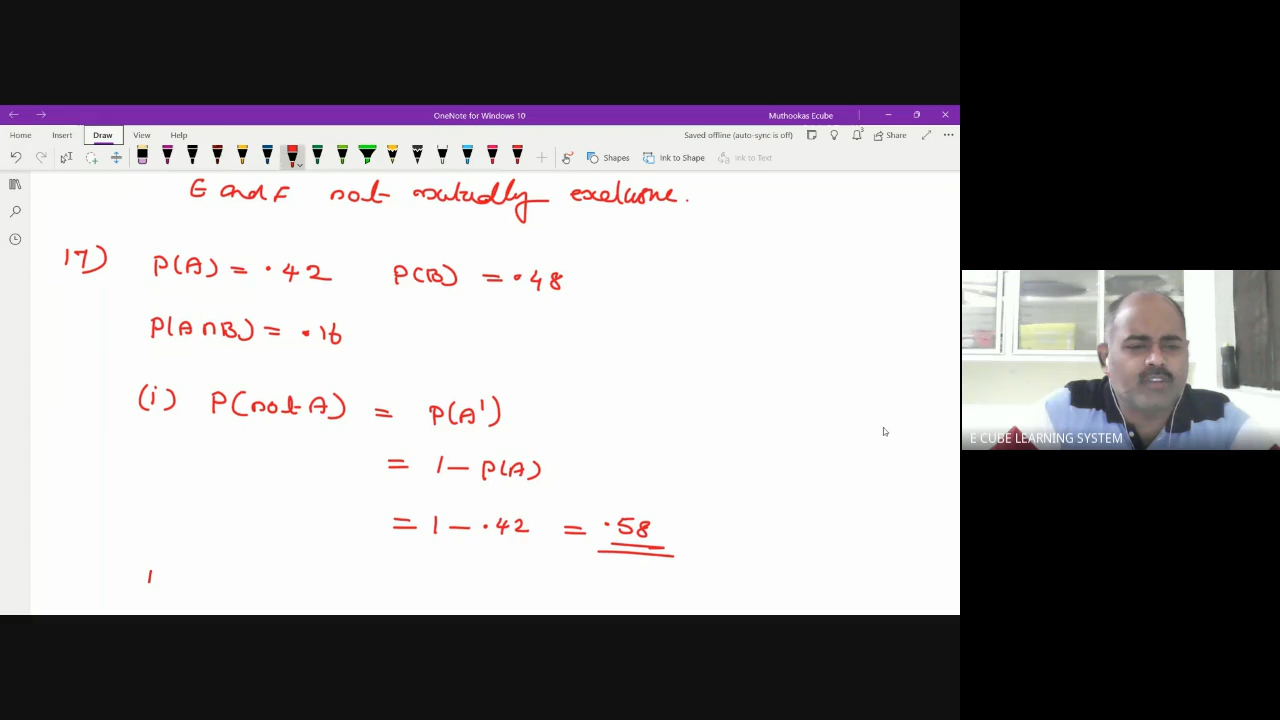 OneNote for Windows 10
Muthookas Ecube
Home Insert Draw View Help
Saved offline (auto-sync is off)
3
Share
Shapes
Ink to Shape
Ink to Text
E and F not mutually exclusive.
17) P(A) = .42 P(B) = .48
P(A∩B) = .16
(i) P(not A) = P(A')
= 1 - P(A)
= 1 - .42 = .58
E CUBE LEARNING SYSTEM